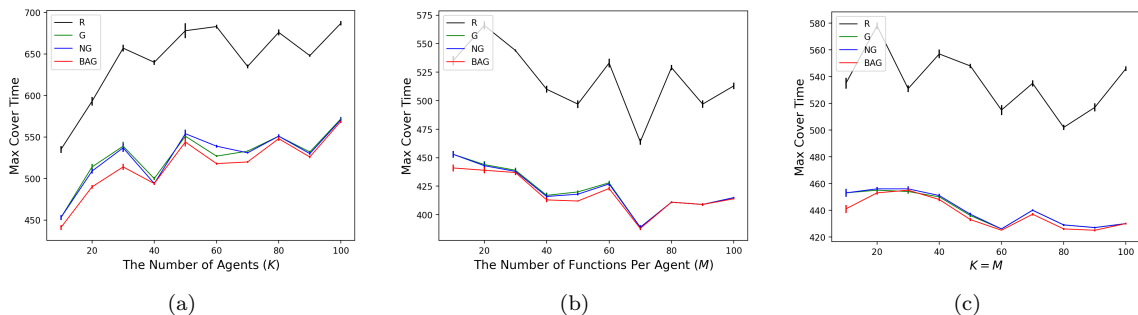 700
650
600
550
500
450
Max Cover Time
R
G
NG
BAG
20
40
60
80
100
The Number of Agents (K)
(a)
575
550
525
500
475
450
425
400
Max Cover Time
R
G
NG
BAG
20
40
60
80
100
The Number of Functions Per Agent (M)
(b)
580
560
540
520
500
480
460
440
420
Max Cover Time
R
G
NG
BAG
20
40
60
80
100
K = M
(c)